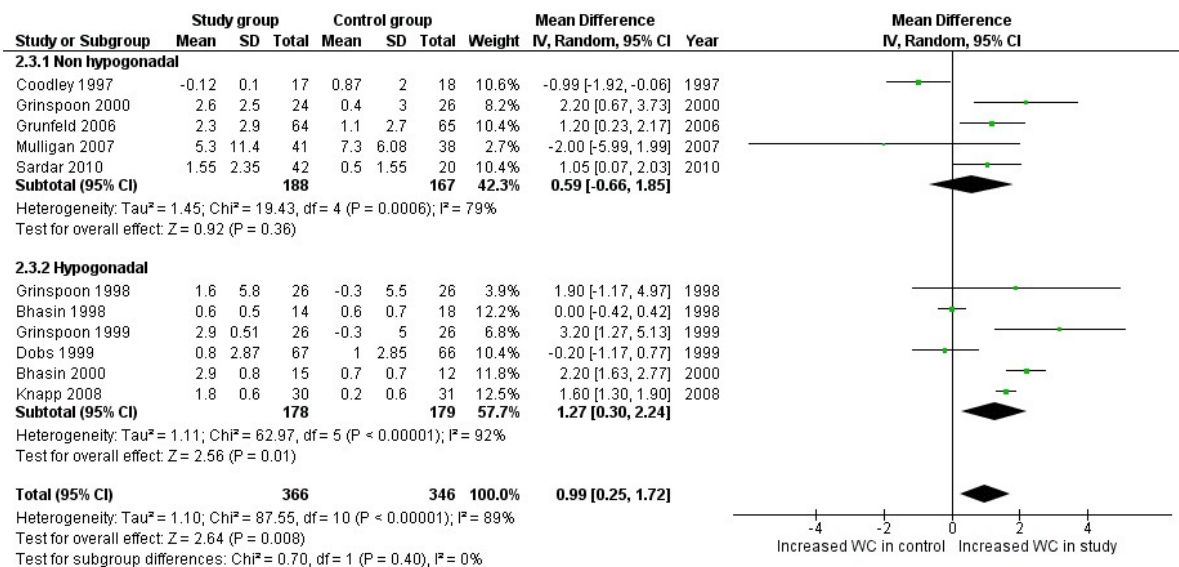 Study group Control group Mean Difference Mean Difference
Study or Subgroup Mean SD Total Mean SD Total Weight IV, Random, 95% CI Year IV, Random, 95% CI
2.3.1 Non hypogonadal
Coodley 1997 -0.12 0.1 17 0.87 2 18 10.6% -0.99 [-1.92, -0.06] 1997
Grinspoon 2000 2.6 2.5 24 0.4 3 26 8.2% 2.20 [0.67, 3.73] 2000
Grunfeld 2006 2.3 2.9 64 1.1 2.7 65 10.4% 1.20 [0.23, 2.17] 2006
Mulligan 2007 5.3 11.4 41 7.3 6.08 38 2.7% -2.00 [-5.99, 1.99] 2007
Sardar 2010 1.55 2.35 42 0.5 1.55 20 10.4% 1.05 [0.07, 2.03] 2010
Subtotal (95% CI) 188 167 42.3% 0.59 [-0.66, 1.85]
Heterogeneity: Tau² = 1.45; Chi² = 19.43, df = 4 (P = 0.0006); I² = 79%
Test for overall effect: Z = 0.92 (P = 0.36)
2.3.2 Hypogonadal
Grinspoon 1998 1.6 5.8 26 -0.3 5.5 26 3.9% 1.90 [-1.17, 4.97] 1998
Bhasin 1998 0.6 0.5 14 0.6 0.7 18 12.2% 0.00 [-0.42, 0.42] 1998
Grinspoon 1999 2.9 0.51 26 -0.3 5 26 6.8% 3.20 [1.27, 5.13] 1999
Dobs 1999 0.8 2.87 67 1 2.85 66 10.4% -0.20 [-1.17, 0.77] 1999
Bhasin 2000 2.9 0.8 15 0.7 0.7 12 11.8% 2.20 [1.63, 2.77] 2000
Knapp 2008 1.8 0.6 30 0.2 0.6 31 12.5% 1.60 [1.30, 1.90] 2008
Subtotal (95% CI) 178 179 57.7% 1.27 [0.30, 2.24]
Heterogeneity: Tau² = 1.11; Chi² = 62.97, df = 5 (P < 0.00001); I² = 92%
Test for overall effect: Z = 2.56 (P = 0.01)
Total (95% CI) 366 346 100.0% 0.99 [0.25, 1.72]
Heterogeneity: Tau² = 1.10; Chi² = 87.55, df = 10 (P < 0.00001); I² = 89%
Test for overall effect: Z = 2.64 (P = 0.008)
Test for subgroup differences: Chi² = 0.70, df = 1 (P = 0.40), I² = 0%
-4 -2 0 2 4
Increased WC in control Increased WC in study